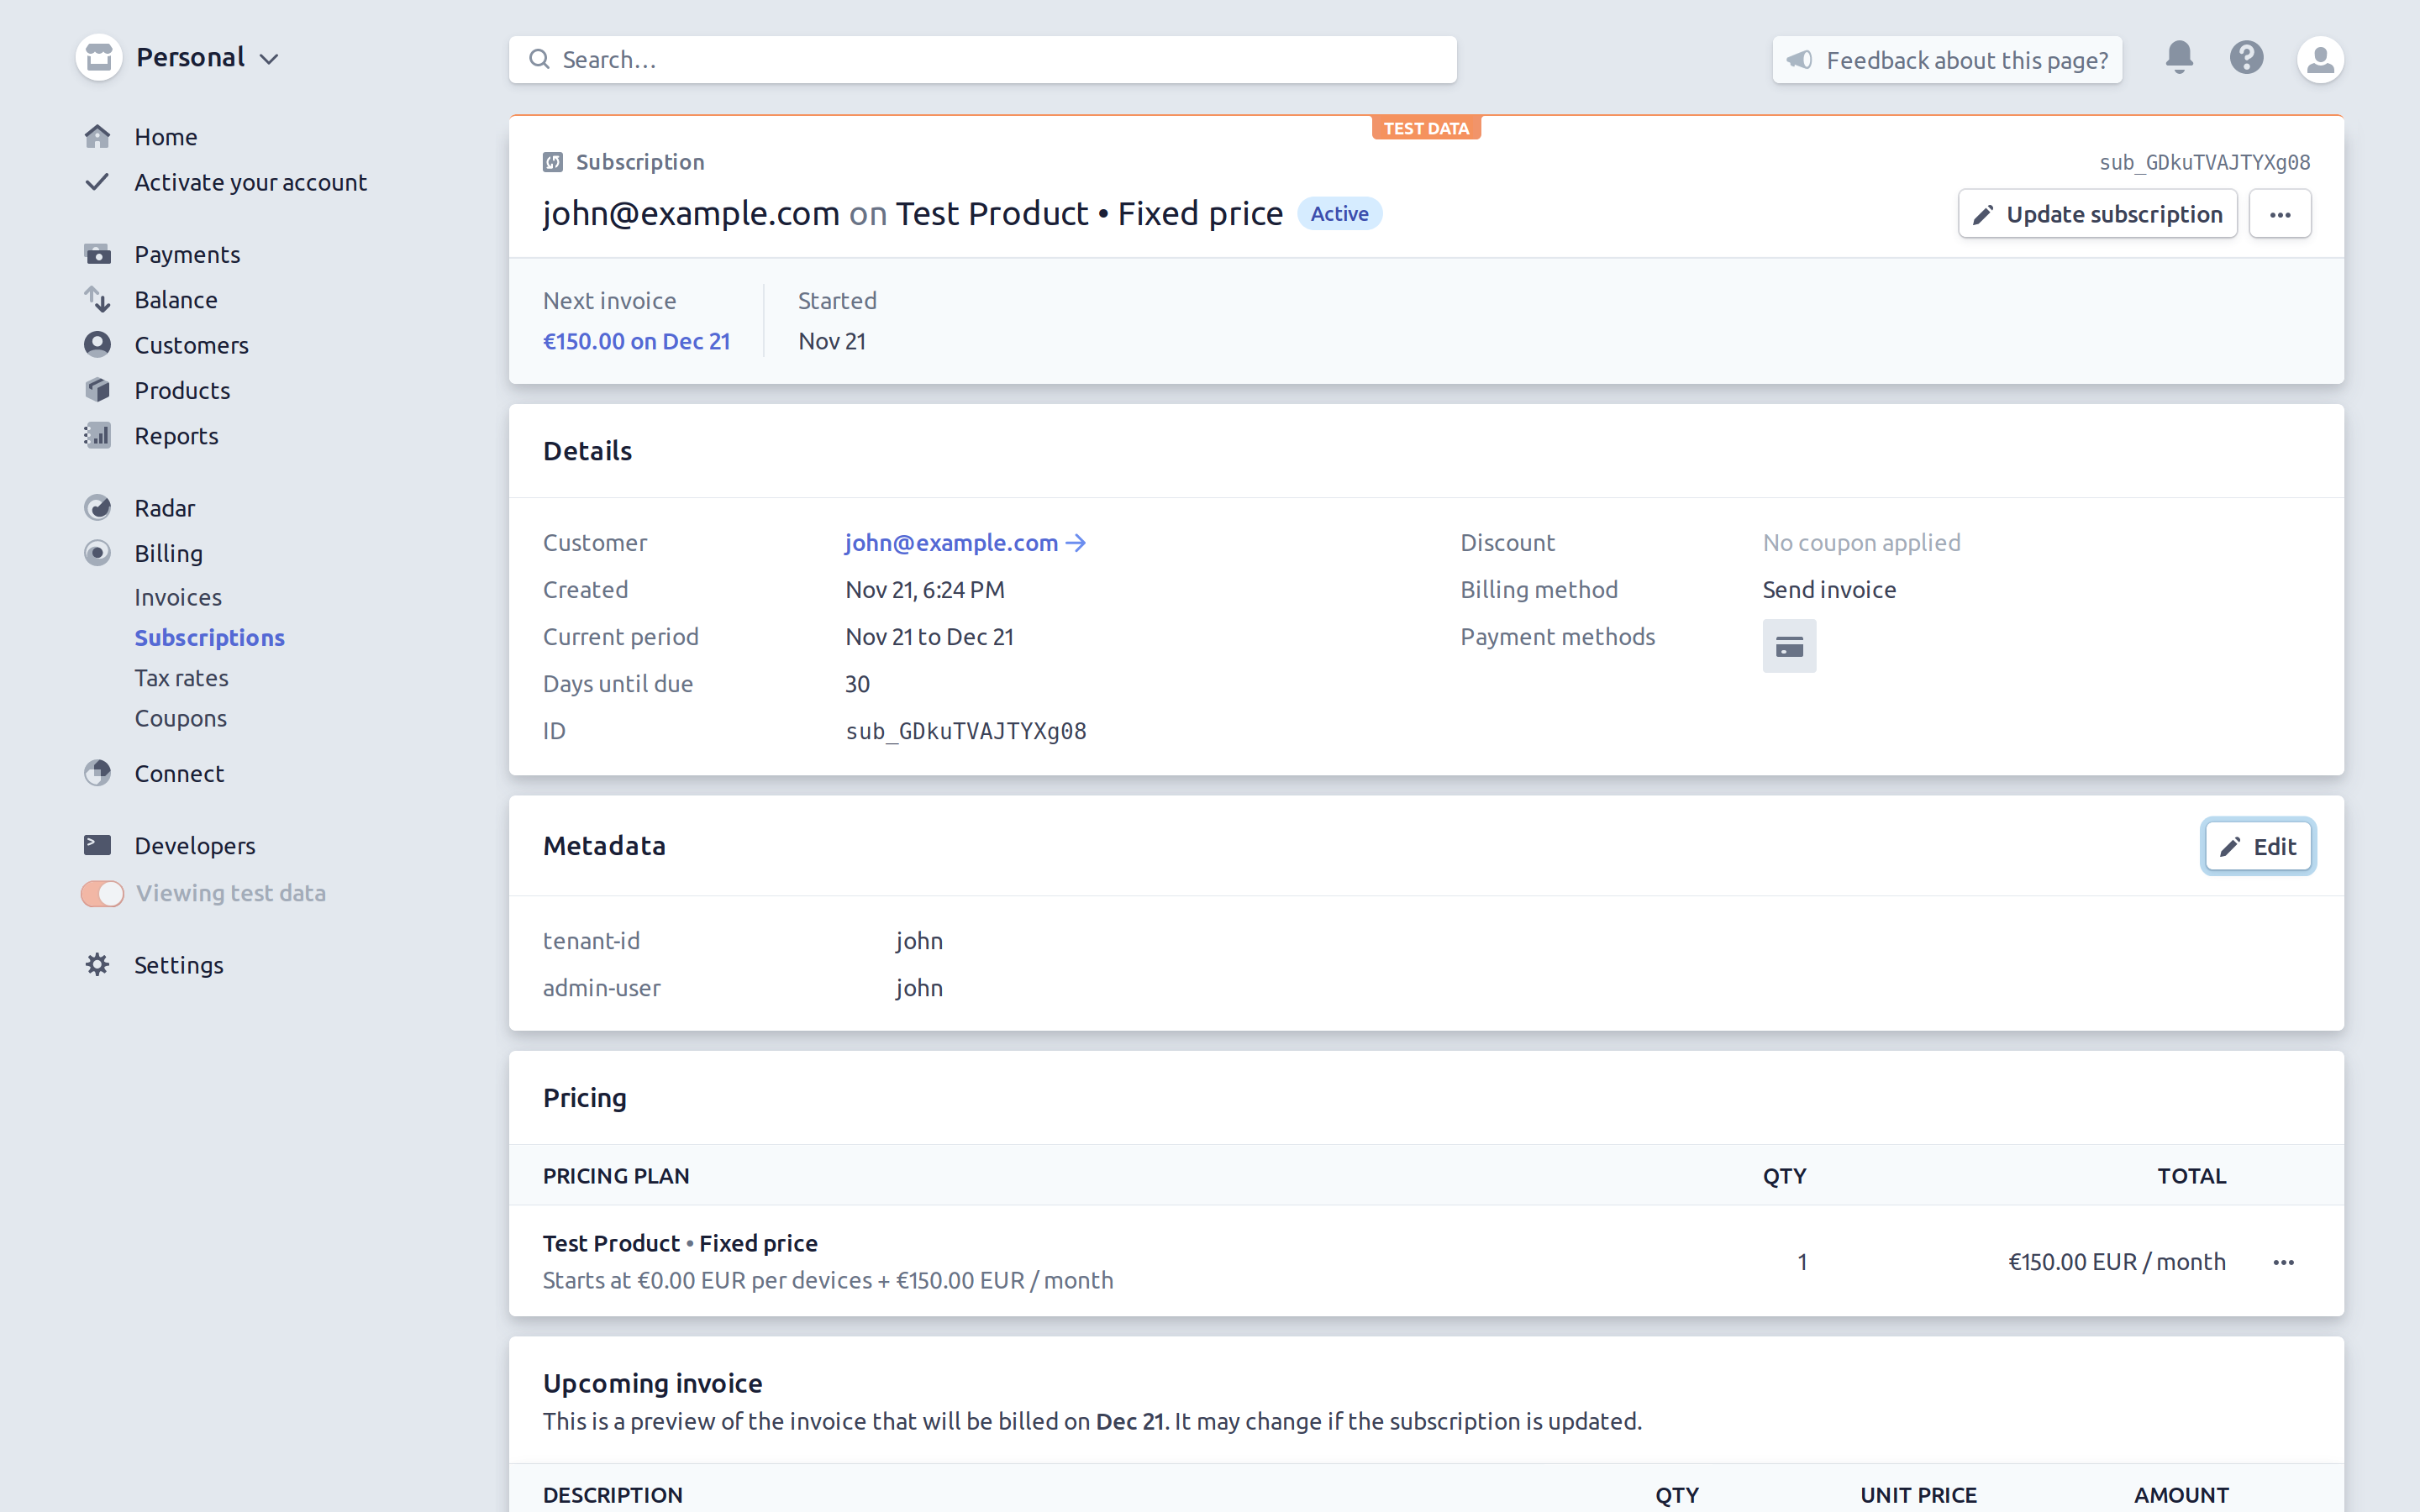 Personal
Search...
Feedback about this page?
Home
Activate your account
Payments
Balance
Customers
Products
Reports
Radar
Billing
Invoices
Subscriptions
Tax rates
Coupons
Connect
Developers
Viewing test data
Settings
TEST DATA
Subscription
sub_GDkuTVAJTYXg08
john@example.com on Test Product • Fixed price Active
Update subscription
Next invoice Started
€150.00 on Dec 21 Nov 21
Details
Customer john@example.com → Discount No coupon applied
Created Nov 21, 6:24 PM Billing method Send invoice
Current period Nov 21 to Dec 21 Payment methods
Days until due 30
ID sub_GDkuTVAJTYXg08
Metadata Edit
tenant-id john
admin-user john
Pricing
PRICING PLAN QTY TOTAL
Test Product • Fixed price
Starts at €0.00 EUR per devices + €150.00 EUR / month
1 €150.00 EUR / month
Upcoming invoice
This is a preview of the invoice that will be billed on Dec 21. It may change if the subscription is updated.
DESCRIPTION QTY UNIT PRICE AMOUNT